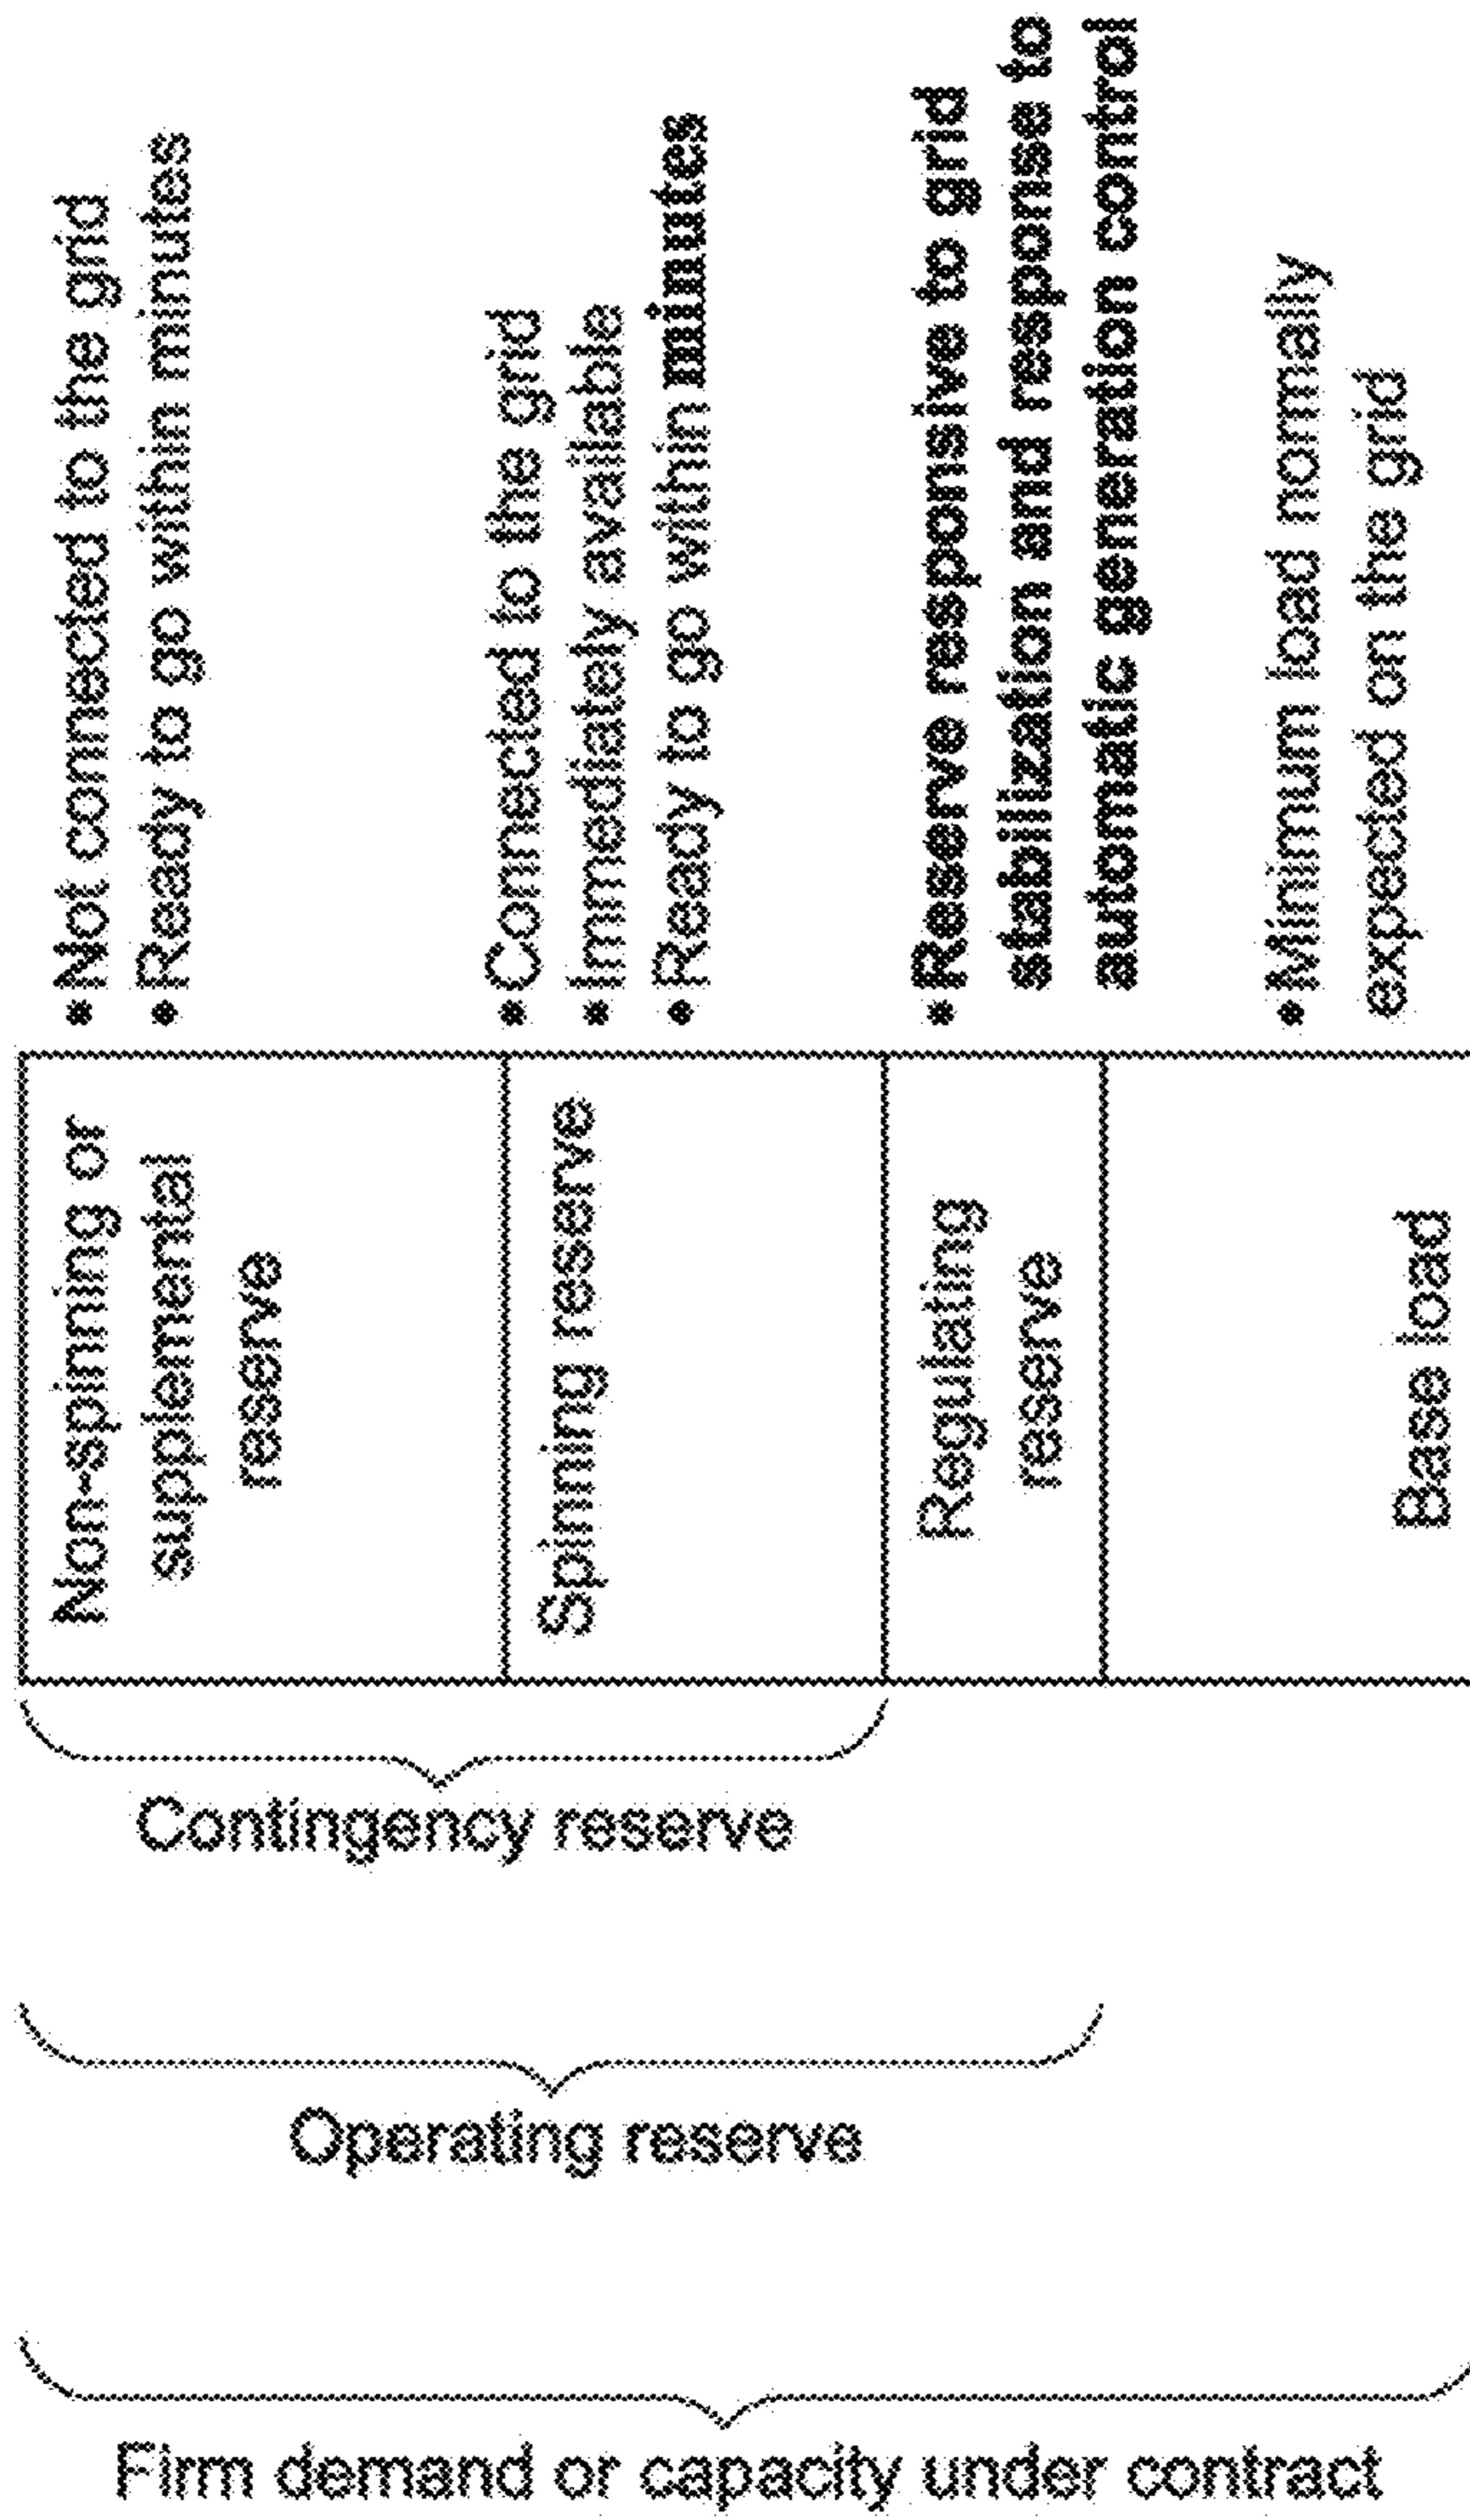 Non-spinning or
supplemental
reserve
• Not connected to the grid
• Ready to go within minutes
Spinning reserve
• Connected to the grid
• Immediately available
• Ready to go within minutes
Regulating
reserve
• Reserve responsive to grid
stabilization and response to
automatic generation control
Base load
• Minimum load normally
expected on the grid
Contingency reserve
Operating reserve
Firm demand or capacity under contract